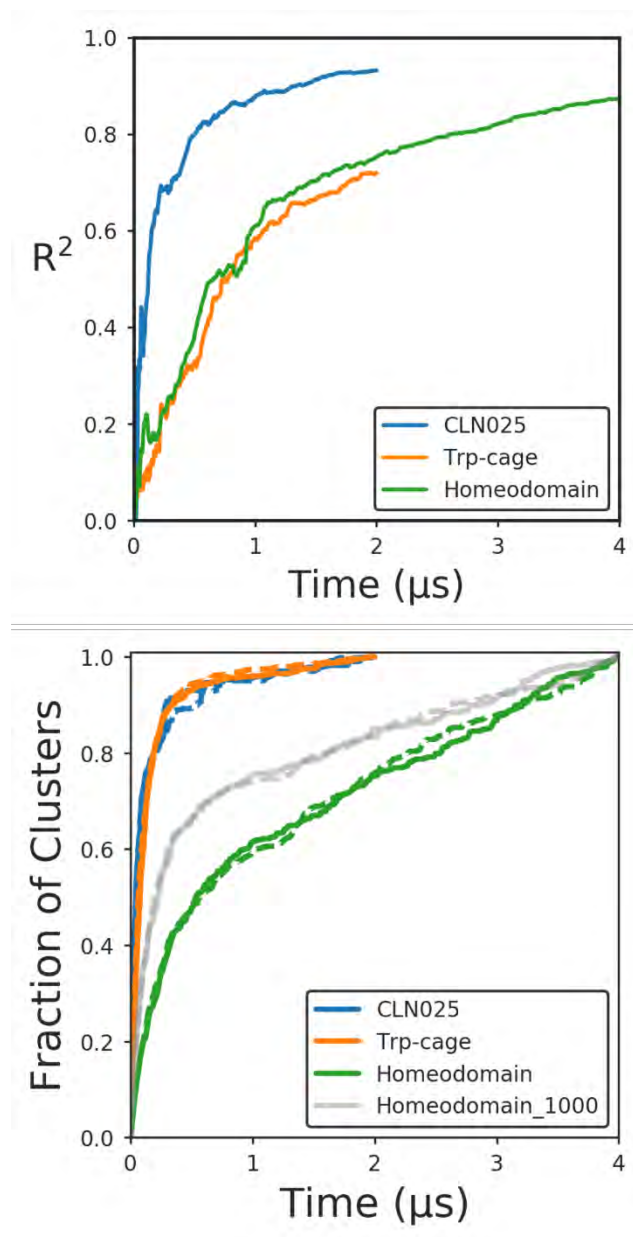 1.0
0.8
0.6
R²
0.4
0.2
0.0
CLN025
Trp-cage
Homeodomain
0 1 2 3 4
Time (μs)
1.0
0.8
0.6
0.4
0.2
0.0
Fraction of Clusters
CLN025
Trp-cage
Homeodomain
Homeodomain_1000
0 1 2 3 4
Time (μs)